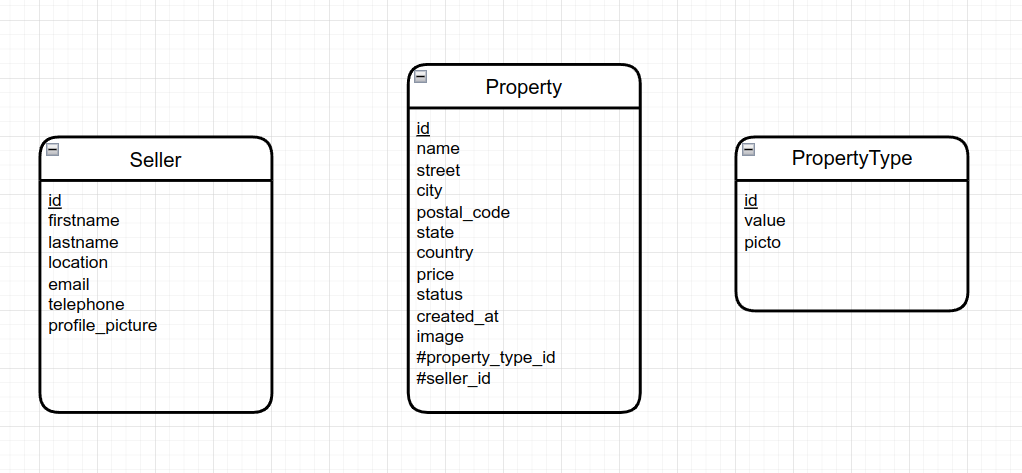 Seller
id
firstname
lastname
location
email
telephone
profile_picture
Property
id
name
street
city
postal_code
state
country
price
status
created_at
image
#property_type_id
#seller_id
PropertyType
id
value
picto